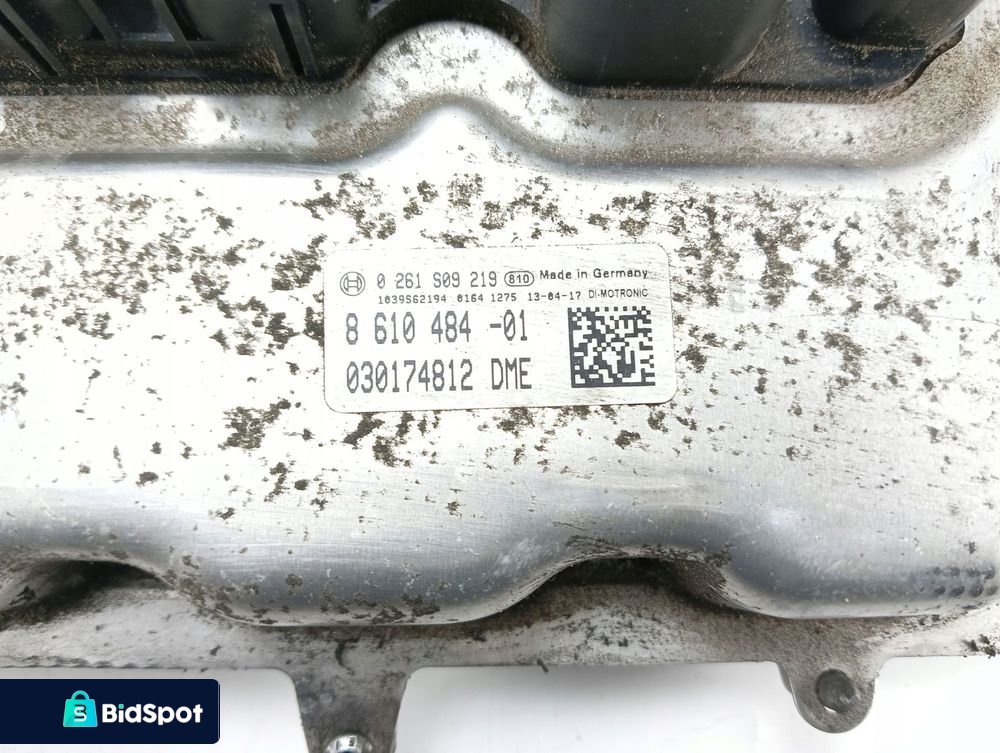 0 261 S09 219 810 Made in Germany
1039S62194 0164 1275 13-04-17 DI-MOTRONIC
8 610 484 -01
030174812 DME
BidSpot